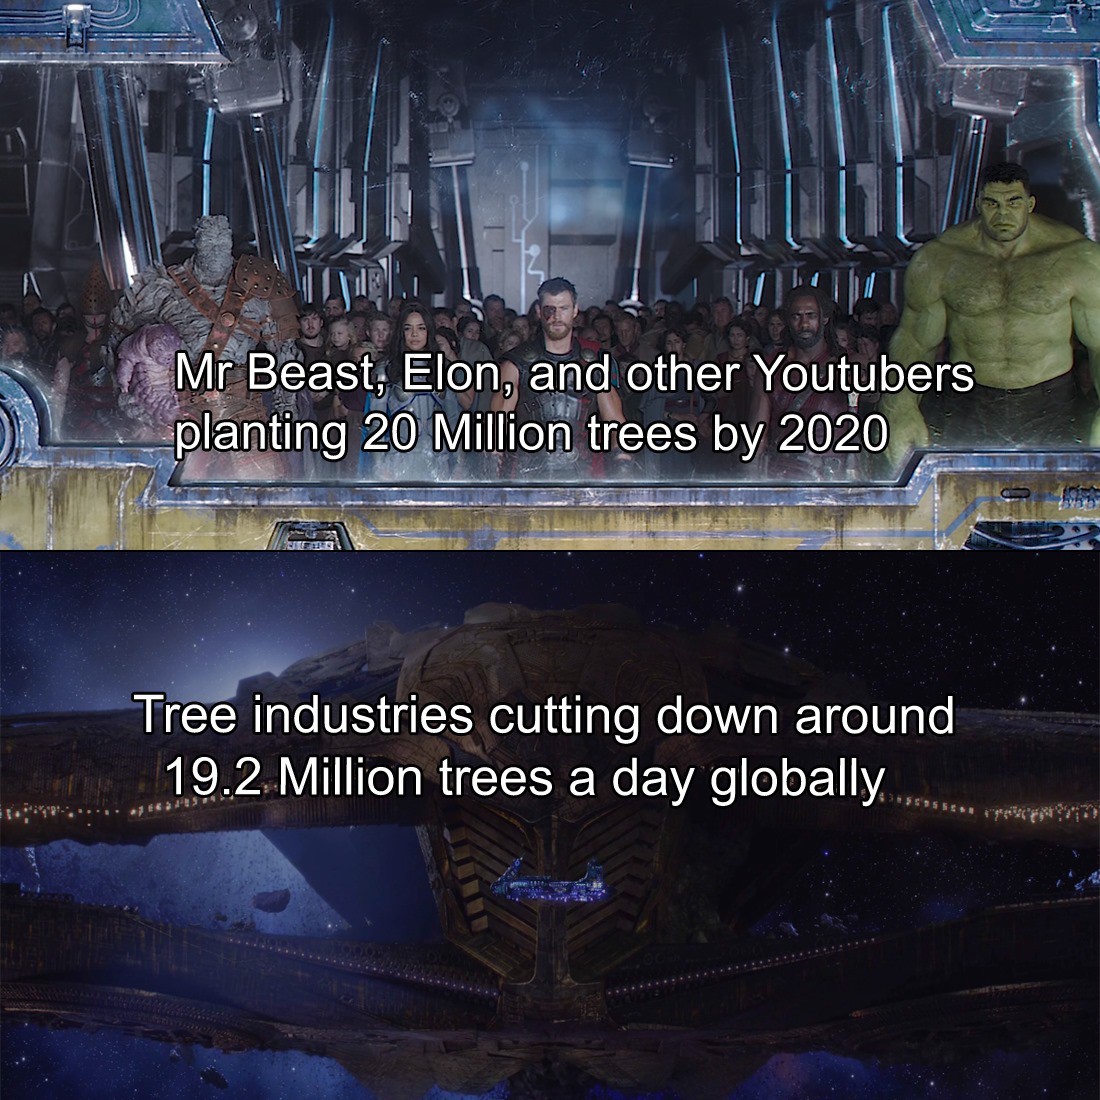 Mr Beast, Elon, and other Youtubers
planting 20 Million trees by 2020
Tree industries cutting down around
19.2 Million trees a day globally